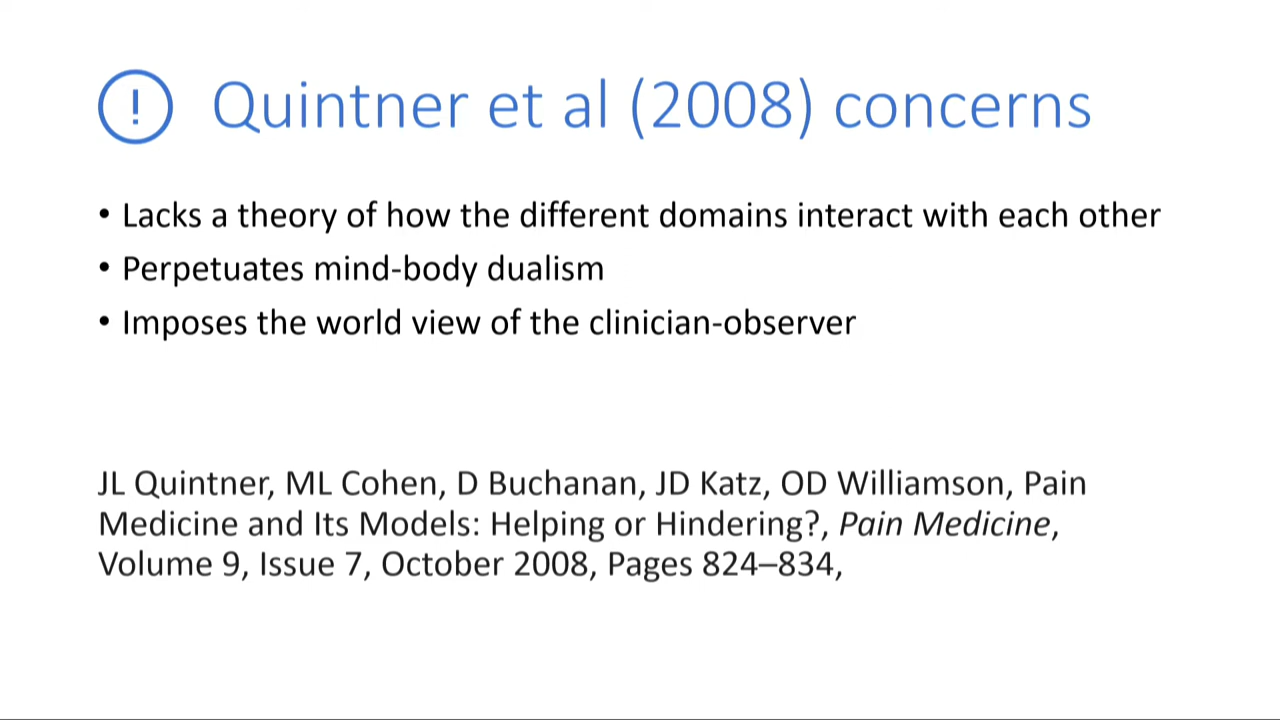 ! Quintner et al (2008) concerns
• Lacks a theory of how the different domains interact with each other
• Perpetuates mind-body dualism
• Imposes the world view of the clinician-observer
JL Quintner, ML Cohen, D Buchanan, JD Katz, OD Williamson, Pain
Medicine and Its Models: Helping or Hindering?, Pain Medicine,
Volume 9, Issue 7, October 2008, Pages 824–834,